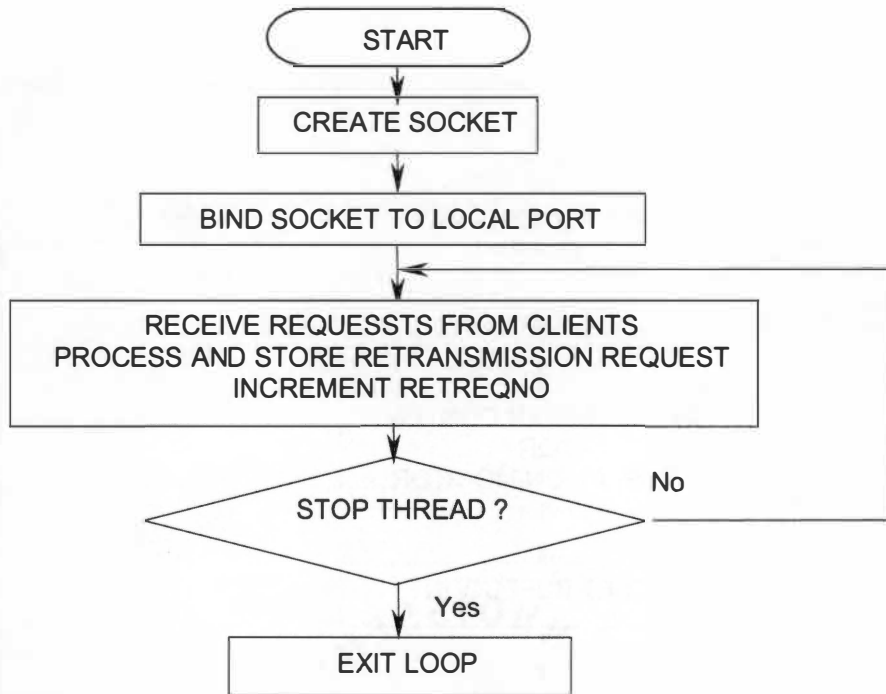 START
CREATE SOCKET
BIND SOCKET TO LOCAL PORT
RECEIVE REQUESSTS FROM CLIENTS
PROCESS AND STORE RETRANSMISSION REQUEST
INCREMENT RETREQNO
STOP THREAD ?
No
Yes
EXIT LOOP